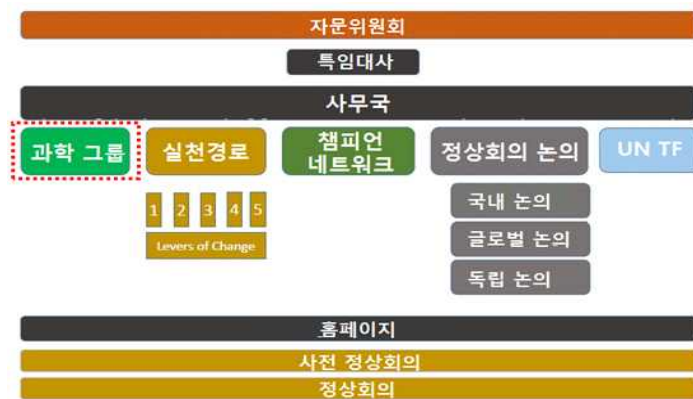 자문위원회
특임대사
사무국
과학 그룹
실천경로
챔피언
네트워크
정상회의 논의
UN TF
1 2 3 4 5
Levers of Change
국내 논의
글로벌 논의
독립 논의
홈페이지
사전 정상회의
정상회의